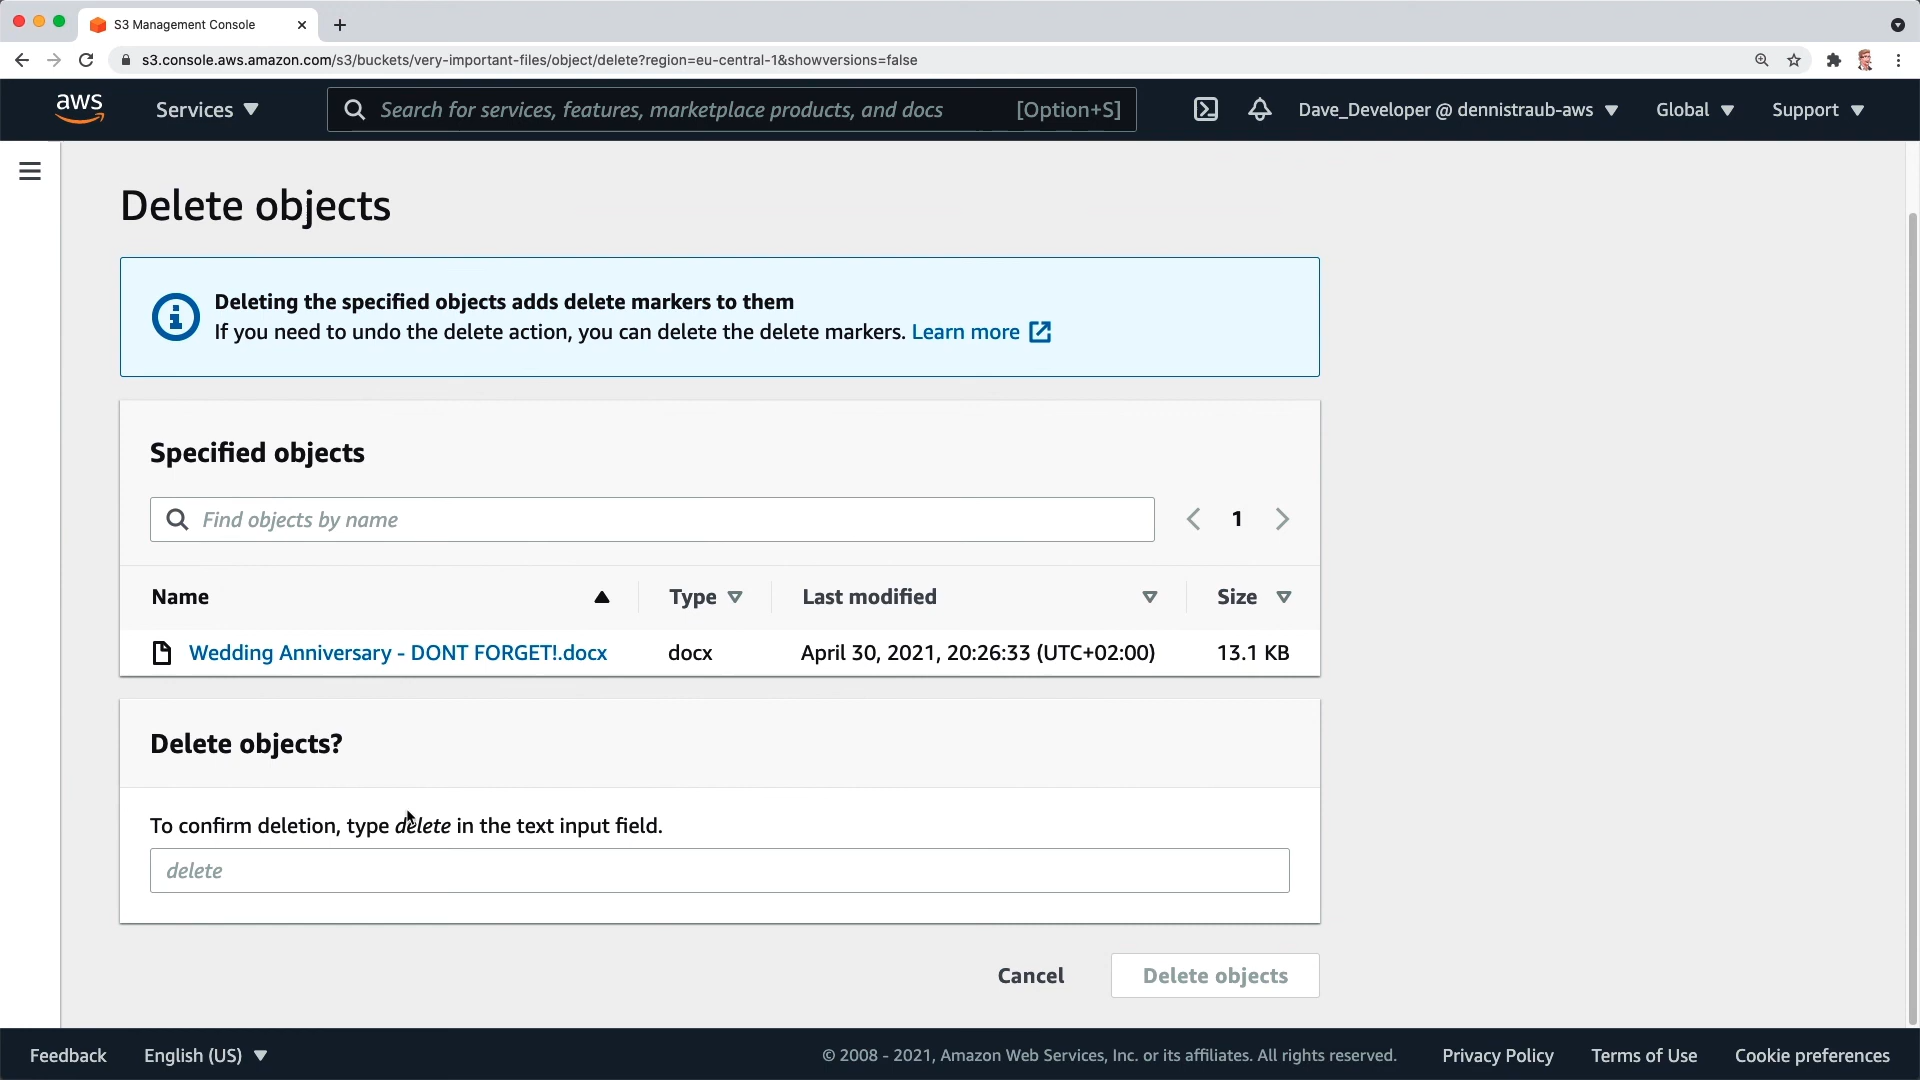 S3 Management Console
s3.console.aws.amazon.com/s3/buckets/very-important-files/object/delete?region=eu-central-1&showversions=false
aws
Services
Search for services, features, marketplace products, and docs [Option+S]
Dave_Developer @ dennistraub-aws
Global
Support
Delete objects
Deleting the specified objects adds delete markers to them
If you need to undo the delete action, you can delete the delete markers. Learn more
Specified objects
Find objects by name
1
Name Type Last modified Size
Wedding Anniversary - DONT FORGET!.docx docx April 30, 2021, 20:26:33 (UTC+02:00) 13.1 KB
Delete objects?
To confirm deletion, type delete in the text input field.
delete
Cancel Delete objects
Feedback English (US) © 2008 - 2021, Amazon Web Services, Inc. or its affiliates. All rights reserved. Privacy Policy Terms of Use Cookie preferences